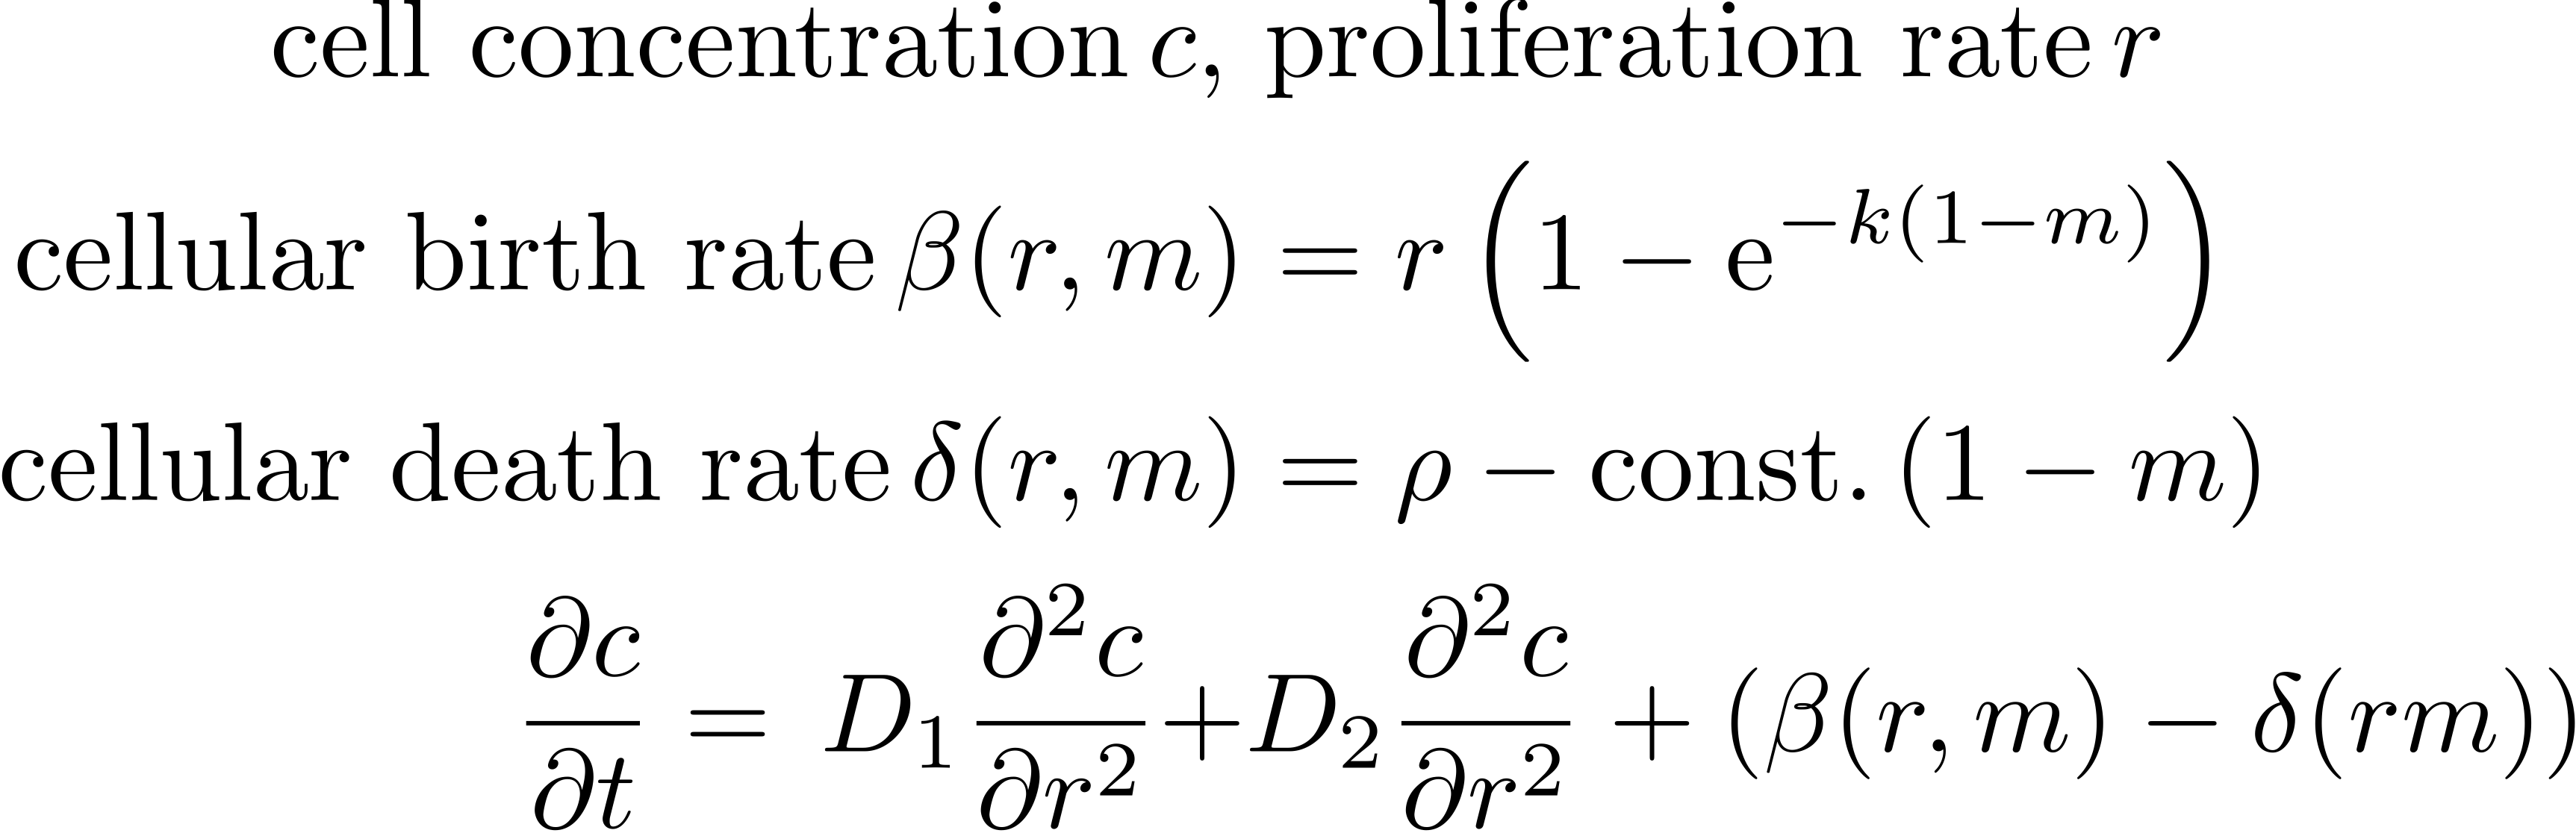 cell concentration c, proliferation rate r
cellular birth rate β(r, m) = r (1 − e^{−k(1−m)})
cellular death rate δ(r, m) = ρ − const. (1 − m)
∂c/∂t = D₁ ∂²c/∂r² + D₂ ∂²c/∂r² + (β(r, m) − δ(rm))